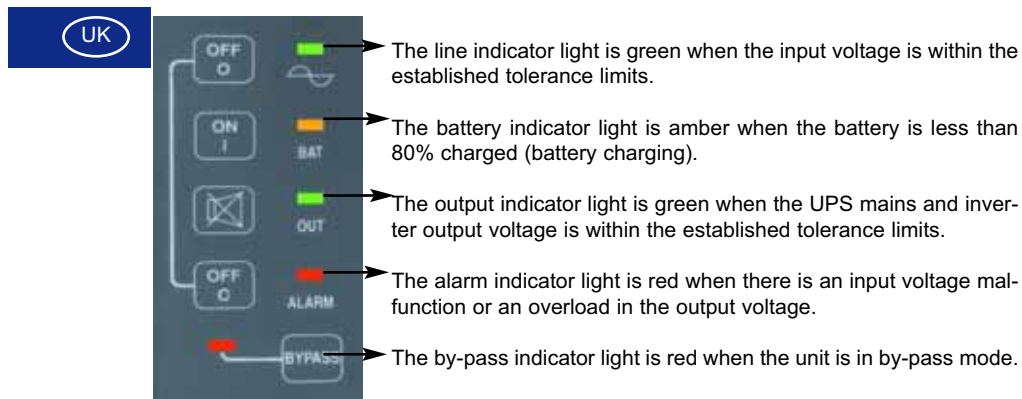 UK
OFF
O
The line indicator light is green when the input voltage is within the
established tolerance limits.
ON
I
BAT
The battery indicator light is amber when the battery is less than
80% charged (battery charging).
OUT
The output indicator light is green when the UPS mains and inver-
ter output voltage is within the established tolerance limits.
OFF
O
ALARM
The alarm indicator light is red when there is an input voltage mal-
function or an overload in the output voltage.
BYPASS
The by-pass indicator light is red when the unit is in by-pass mode.